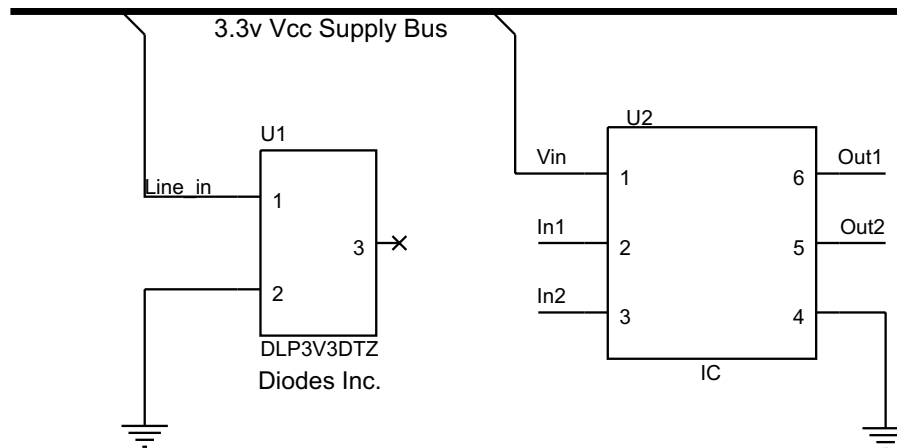 3.3v Vcc Supply Bus
U1
Line_in
1
3
2
DLP3V3DTZ
Diodes Inc.
U2
Vin
1
6
Out1
In1
2
5
Out2
In2
3
4
IC